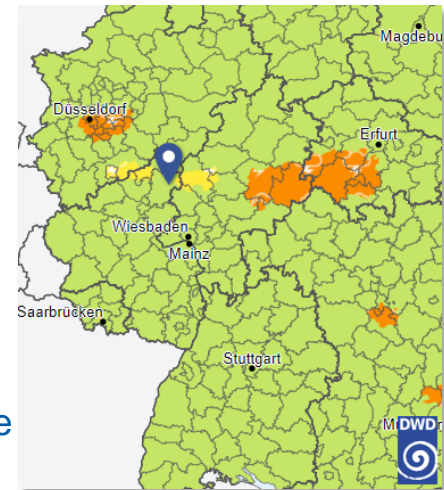 Magdebu
Düsseldorf
Erfurt
Wiesbaden
Mainz
Saarbrücken
Stuttgart
e
DWD